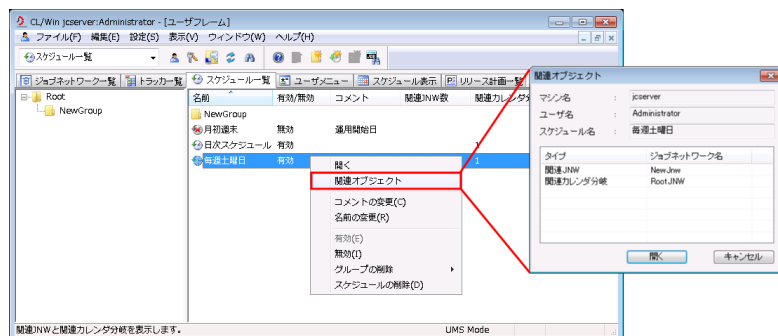 CL/Win jcserver:Administrator - [ユーザフレーム]
ファイル(F) 編集(E) 設定(S) 表示(V) ウィンドウ(W) ヘルプ(H)
スケジュール一覧
ジョブネットワーク一覧 トラッカ一覧 スケジュール一覧 ユーザメニュー スケジュール表示 リリース計画一覧
Root
NewGroup
名前 有効/無効 コメント 関連JNW数 関連カレンダ分
NewGroup
月初週末 無効 運用開始日
日次スケジュール 有効 1
毎週土曜日 有効 1
開く
関連オブジェクト
コメントの変更(C)
名前の変更(R)
有効(E)
無効(I)
グループの削除
スケジュールの削除(D)
関連JNWと関連カレンダ分岐を表示します。 UMS Mode
関連オブジェクト
マシン名 : jcserver
ユーザ名 : Administrator
スケジュール名 : 毎週土曜日
タイプ ジョブネットワーク名
関連JNW NewJnw
関連カレンダ分岐 RootJNW
開く キャンセル